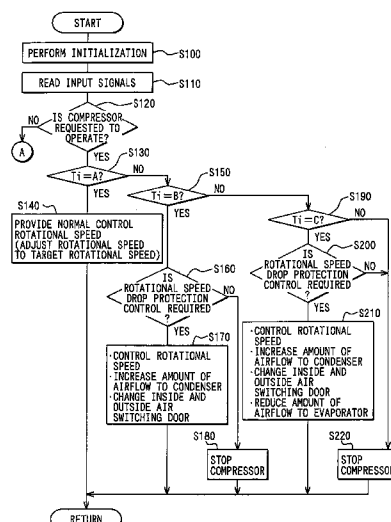 START
S100
PERFORM INITIALIZATION
S110
READ INPUT SIGNALS
S120
IS COMPRESSOR
REQUESTED TO
OPERATE?
NO
A
YES
S130
Ti=A?
NO
YES
S150
Ti=B?
NO
YES
S190
Ti=C?
NO
YES
S140
PROVIDE NORMAL CONTROL
ROTATIONAL SPEED
(ADJUST ROTATIONAL SPEED
TO TARGET ROTATIONAL SPEED)
S160
IS
ROTATIONAL SPEED
DROP PROTECTION
CONTROL REQUIRED
?
NO
YES
S200
IS
ROTATIONAL SPEED
DROP PROTECTION
CONTROL REQUIRED
?
NO
YES
S170
・CONTROL ROTATIONAL
SPEED
・INCREASE AMOUNT OF
AIRFLOW TO CONDENSER
・CHANGE INSIDE AND
OUTSIDE AIR
SWITCHING DOOR
S210
・CONTROL ROTATIONAL
SPEED
・INCREASE AMOUNT OF
AIRFLOW TO CONDENSER
・CHANGE INSIDE AND
OUTSIDE AIR
SWITCHING DOOR
・REDUCE AMOUNT OF
AIRFLOW TO EVAPORATOR
S180
STOP
COMPRESSOR
S220
STOP
COMPRESSOR
RETURN